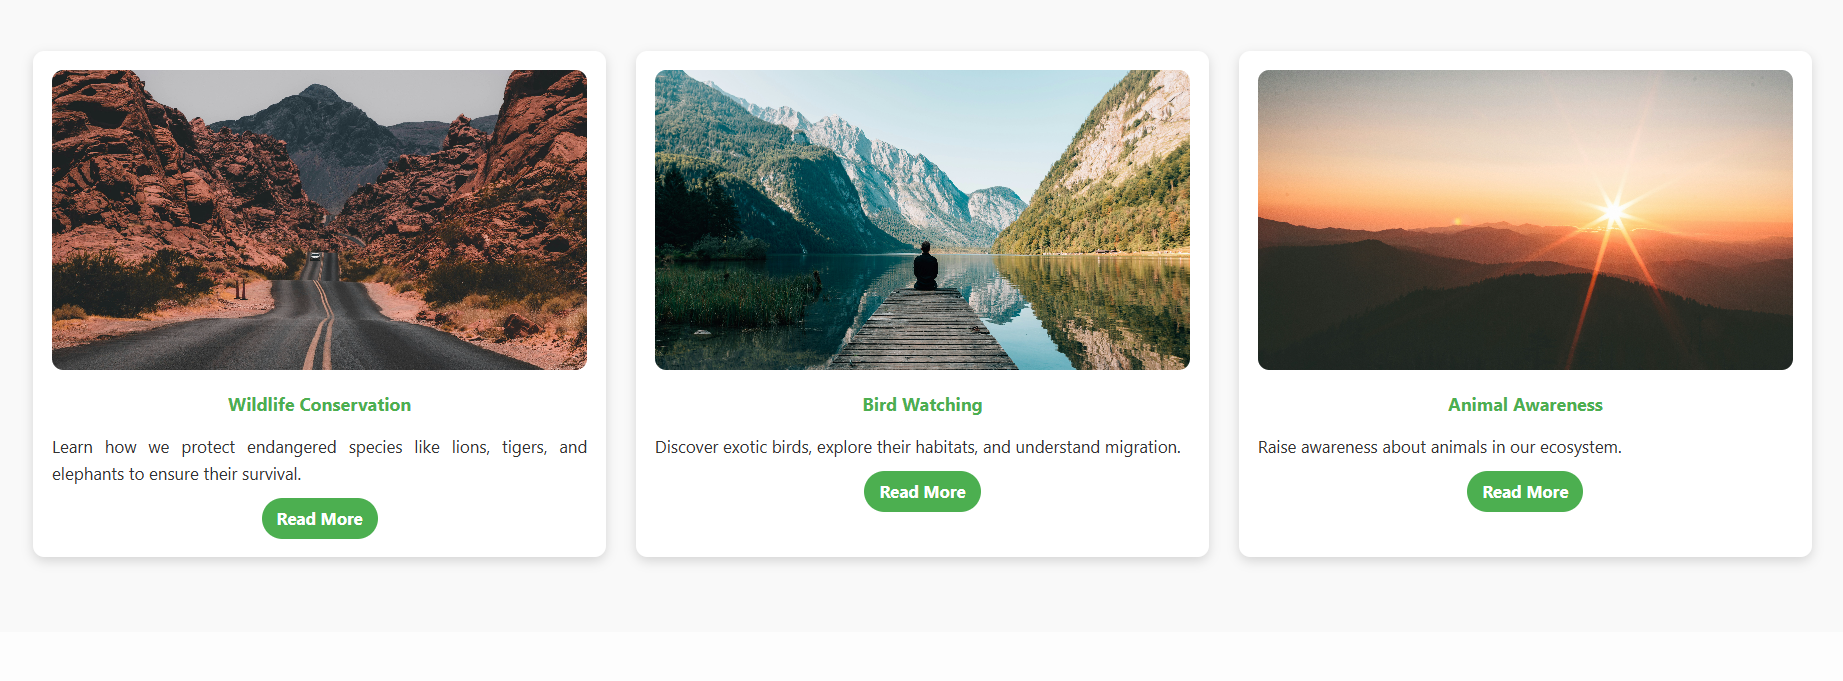 Wildlife Conservation
Learn how we protect endangered species like lions, tigers, and
elephants to ensure their survival.
Read More
Bird Watching
Discover exotic birds, explore their habitats, and understand migration.
Read More
Animal Awareness
Raise awareness about animals in our ecosystem.
Read More